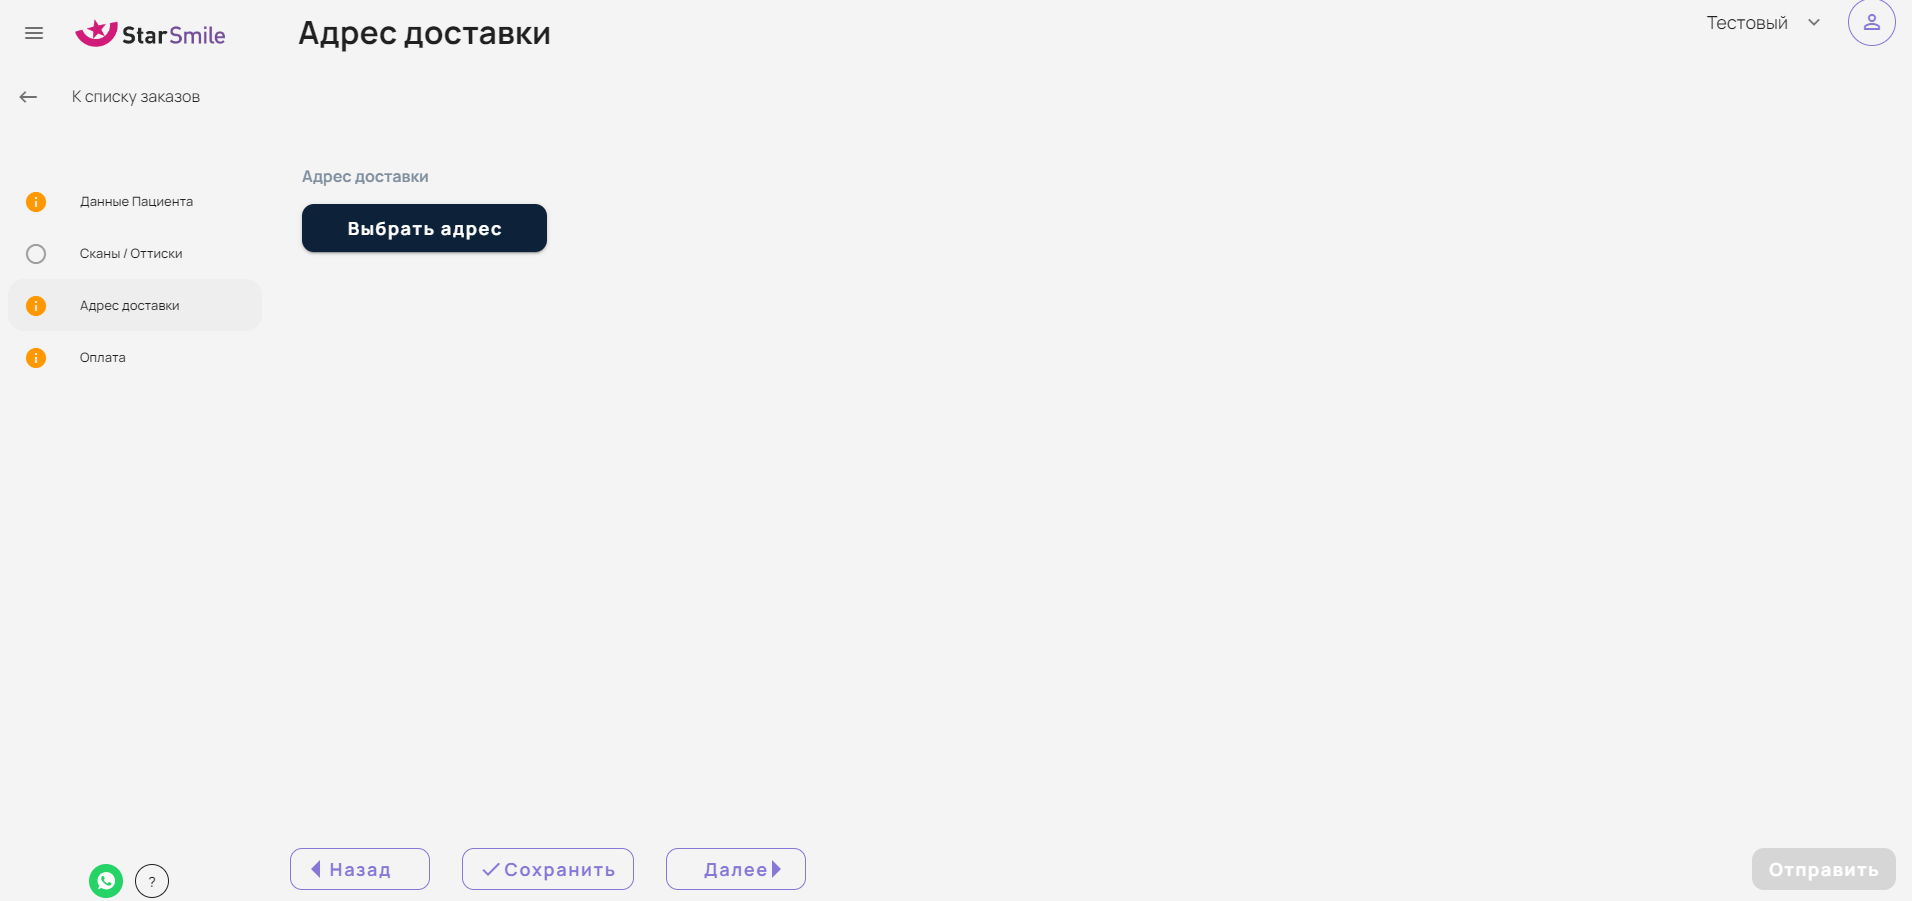 StarSmile
Адрес доставки
Тестовый
К списку заказов
Данные Пациента
Сканы / Оттиски
Адрес доставки
Оплата
Адрес доставки
Выбрать адрес
?
Назад
Сохранить
Далее
Отправить